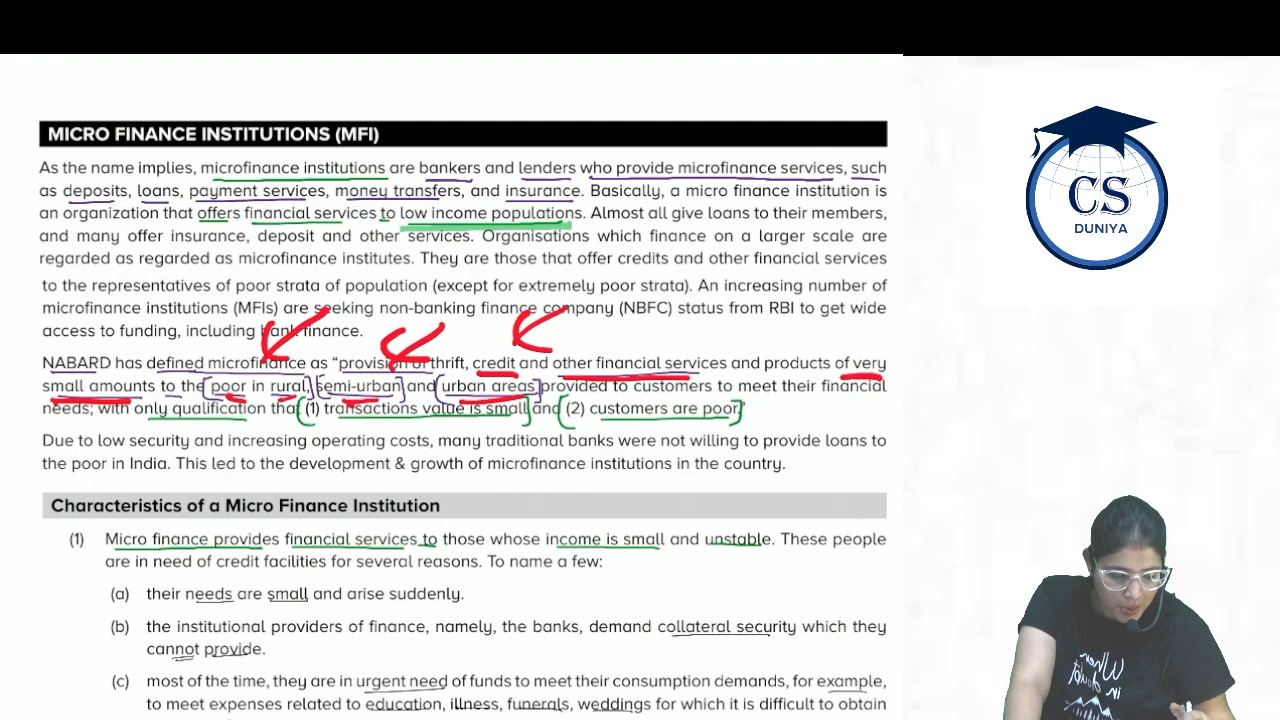 MICRO FINANCE INSTITUTIONS (MFI)
As the name implies, microfinance institutions are bankers and lenders who provide microfinance services, such
as deposits, loans, payment services, money transfers, and insurance. Basically, a micro finance institution is
an organization that offers financial services to low income populations. Almost all give loans to their members,
and many offer insurance, deposit and other services. Organisations which finance on a larger scale are
regarded as regarded as microfinance institutes. They are those that offer credits and other financial services
to the representatives of poor strata of population (except for extremely poor strata). An increasing number of
microfinance institutions (MFIs) are seeking non-banking finance company (NBFC) status from RBI to get wide
access to funding, including bank finance.
NABARD has defined microfinance as “provision of thrift, credit and other financial services and products of very
small amounts to the poor in rural, semi-urban and urban areas provided to customers to meet their financial
needs; with only qualification that (1) transactions value is small and (2) customers are poor.”
Due to low security and increasing operating costs, many traditional banks were not willing to provide loans to
the poor in India. This led to the development & growth of microfinance institutions in the country.
Characteristics of a Micro Finance Institution
(1) Micro finance provides financial services to those whose income is small and unstable. These people
are in need of credit facilities for several reasons. To name a few:
(a) their needs are small and arise suddenly.
(b) the institutional providers of finance, namely, the banks, demand collateral security which they
cannot provide.
(c) most of the time, they are in urgent need of funds to meet their consumption demands, for example,
to meet expenses related to education, illness, funerals, weddings for which it is difficult to obtain
CS
DUNIYA